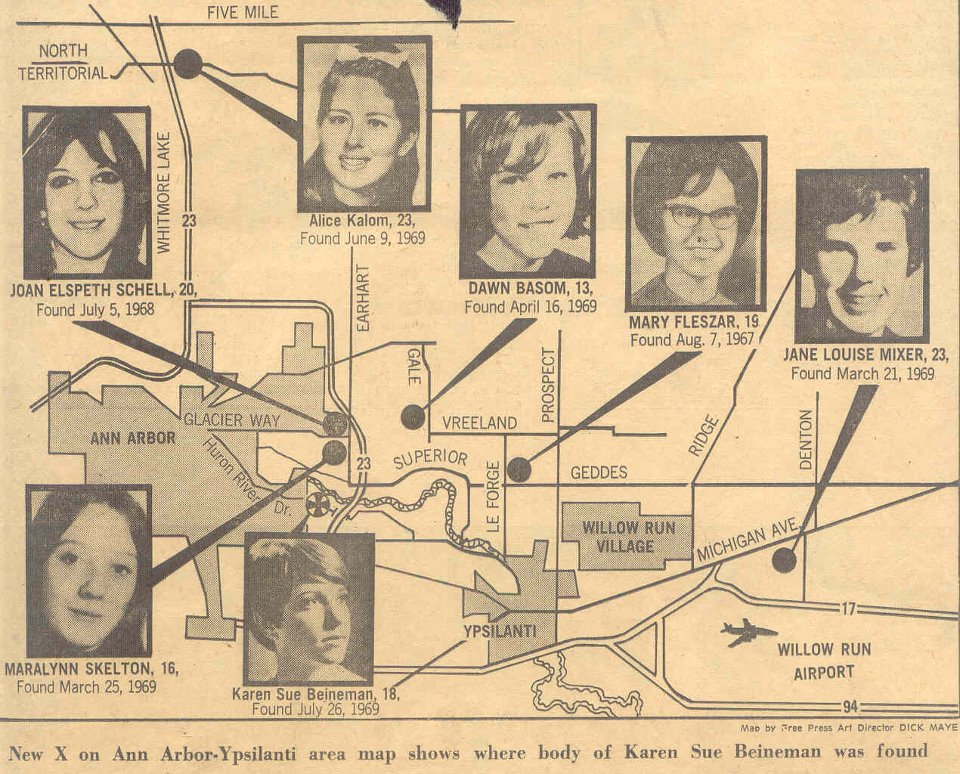 FIVE MILE
NORTH
TERRITORIAL
WHITMORE LAKE
23
Alice Kalom, 23,
Found June 9, 1969
JOAN ELSPETH SCHELL, 20,
Found July 5, 1968
DAWN BASOM, 13,
Found April 16, 1969
MARY FLESZAR, 19
Found Aug. 7, 1967
JANE LOUISE MIXER, 23,
Found March 21, 1969
EARHART
GALE
PROSPECT
RIDGE
DENTON
GLACIER WAY
VREELAND
ANN ARBOR
Huron River
Dr.
23
SUPERIOR
LE FORGE
GEDDES
WILLOW RUN
VILLAGE
MICHIGAN AVE.
YPSILANTI
17
WILLOW RUN
AIRPORT
94
MARALYNN SKELTON, 16,
Found March 25, 1969
Karen Sue Beineman, 18,
Found July 26, 1969
Map by Free Press Art Director DICK MAYE
New X on Ann Arbor-Ypsilanti area map shows where body of Karen Sue Beineman was found